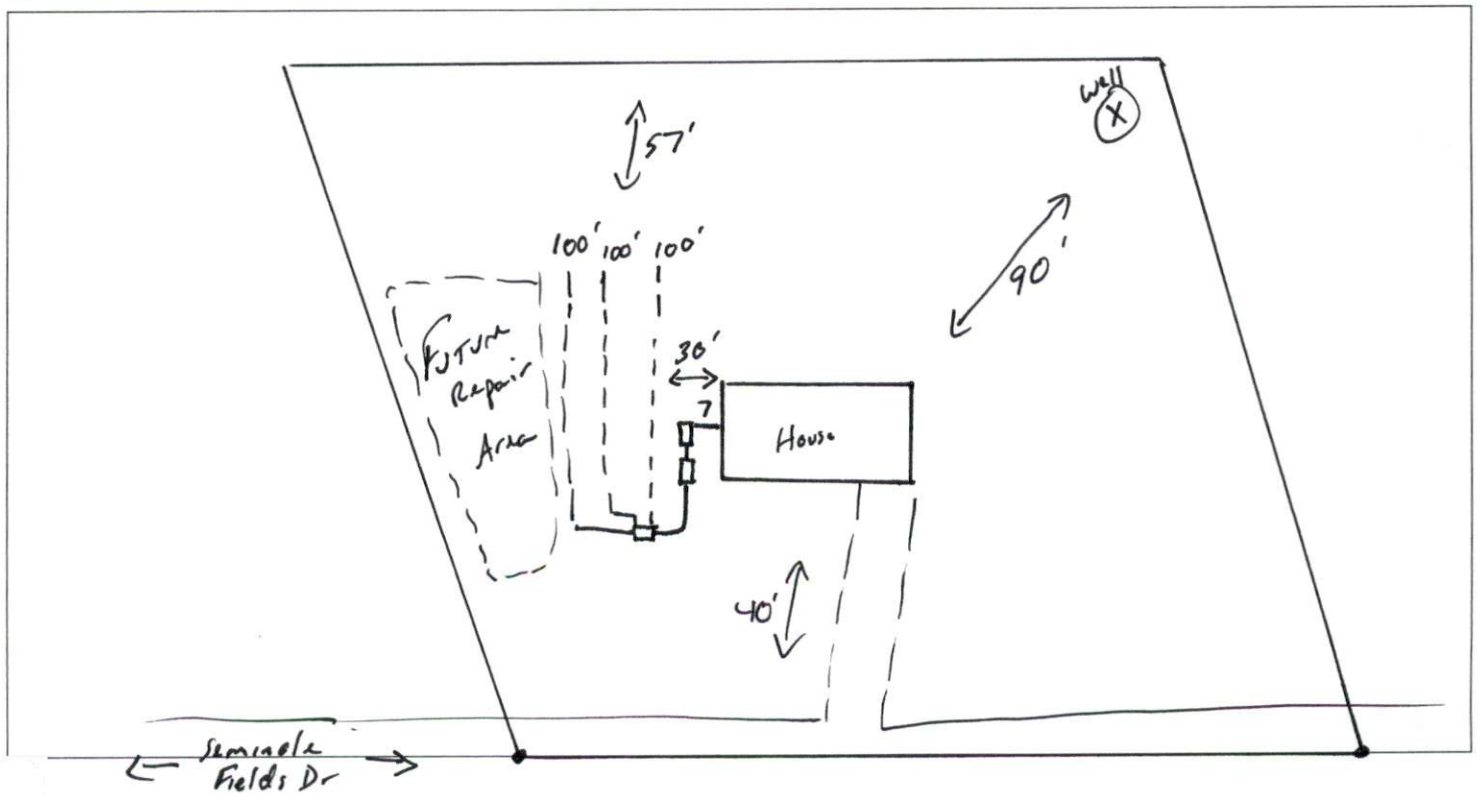 well
X
57'
100' 100' 100'
90'
30'
7
Future
Repair
Area
House
40'
Seminole
Fields Dr